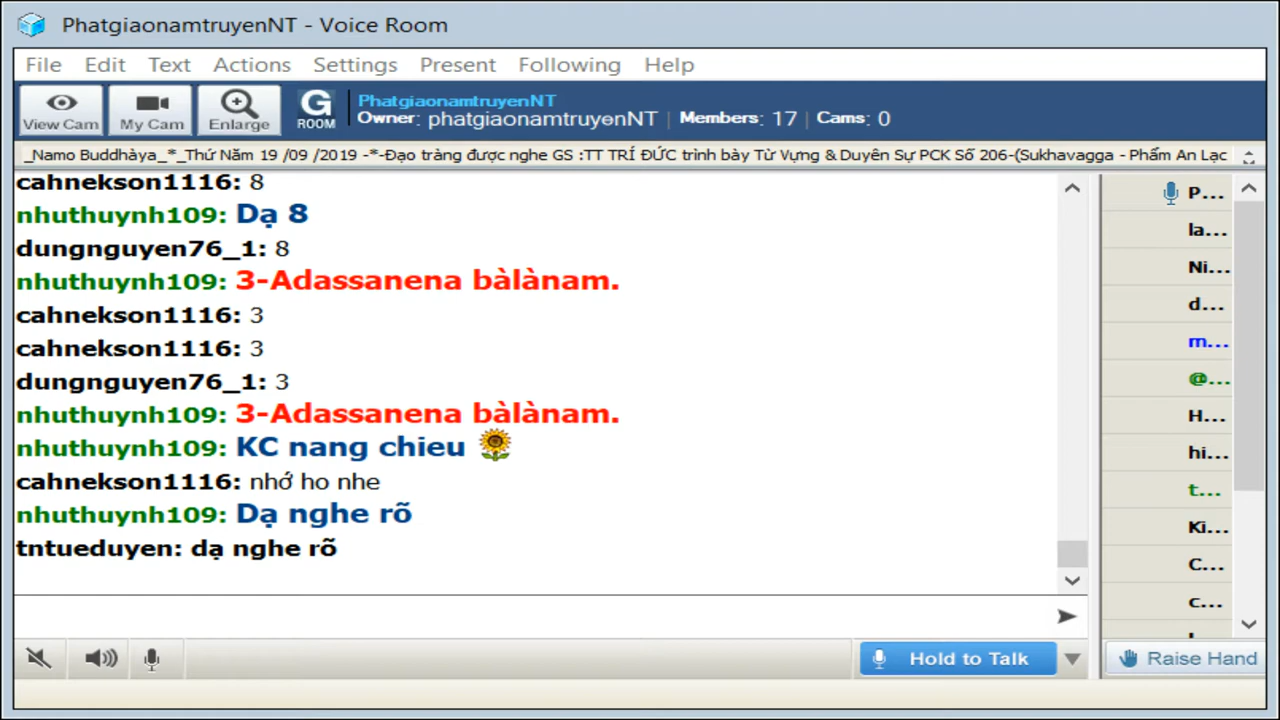 PhatgiaonamtruyenNT - Voice Room
File Edit Text Actions Settings Present Following Help
View Cam My Cam Enlarge G ROOM
PhatgiaonamtruyenNT
Owner: phatgiaonamtruyenNT Members: 17 Cams: 0
_Namo Buddhàya_*_Thứ Năm 19 /09 /2019 -*-Đạo tràng được nghe GS :TT TRÍ ĐỨC trình bày Từ Vựng & Duyên Sự PCK Số 206-(Sukhavagga - Phẩm An Lạc
cahnekson1116: 8
nhuthuynh109: Dạ 8
dungnguyen76_1: 8
nhuthuynh109: 3-Adassanena bàlànam.
cahnekson1116: 3
cahnekson1116: 3
dungnguyen76_1: 3
nhuthuynh109: 3-Adassanena bàlànam.
nhuthuynh109: KC nang chieu
cahnekson1116: nhớ ho nhe
nhuthuynh109: Dạ nghe rõ
tntueduyen: dạ nghe rõ
P...
la...
Ni...
d...
m...
@...
H...
hi...
t...
Ki...
C...
c...
Hold to Talk
Raise Hand